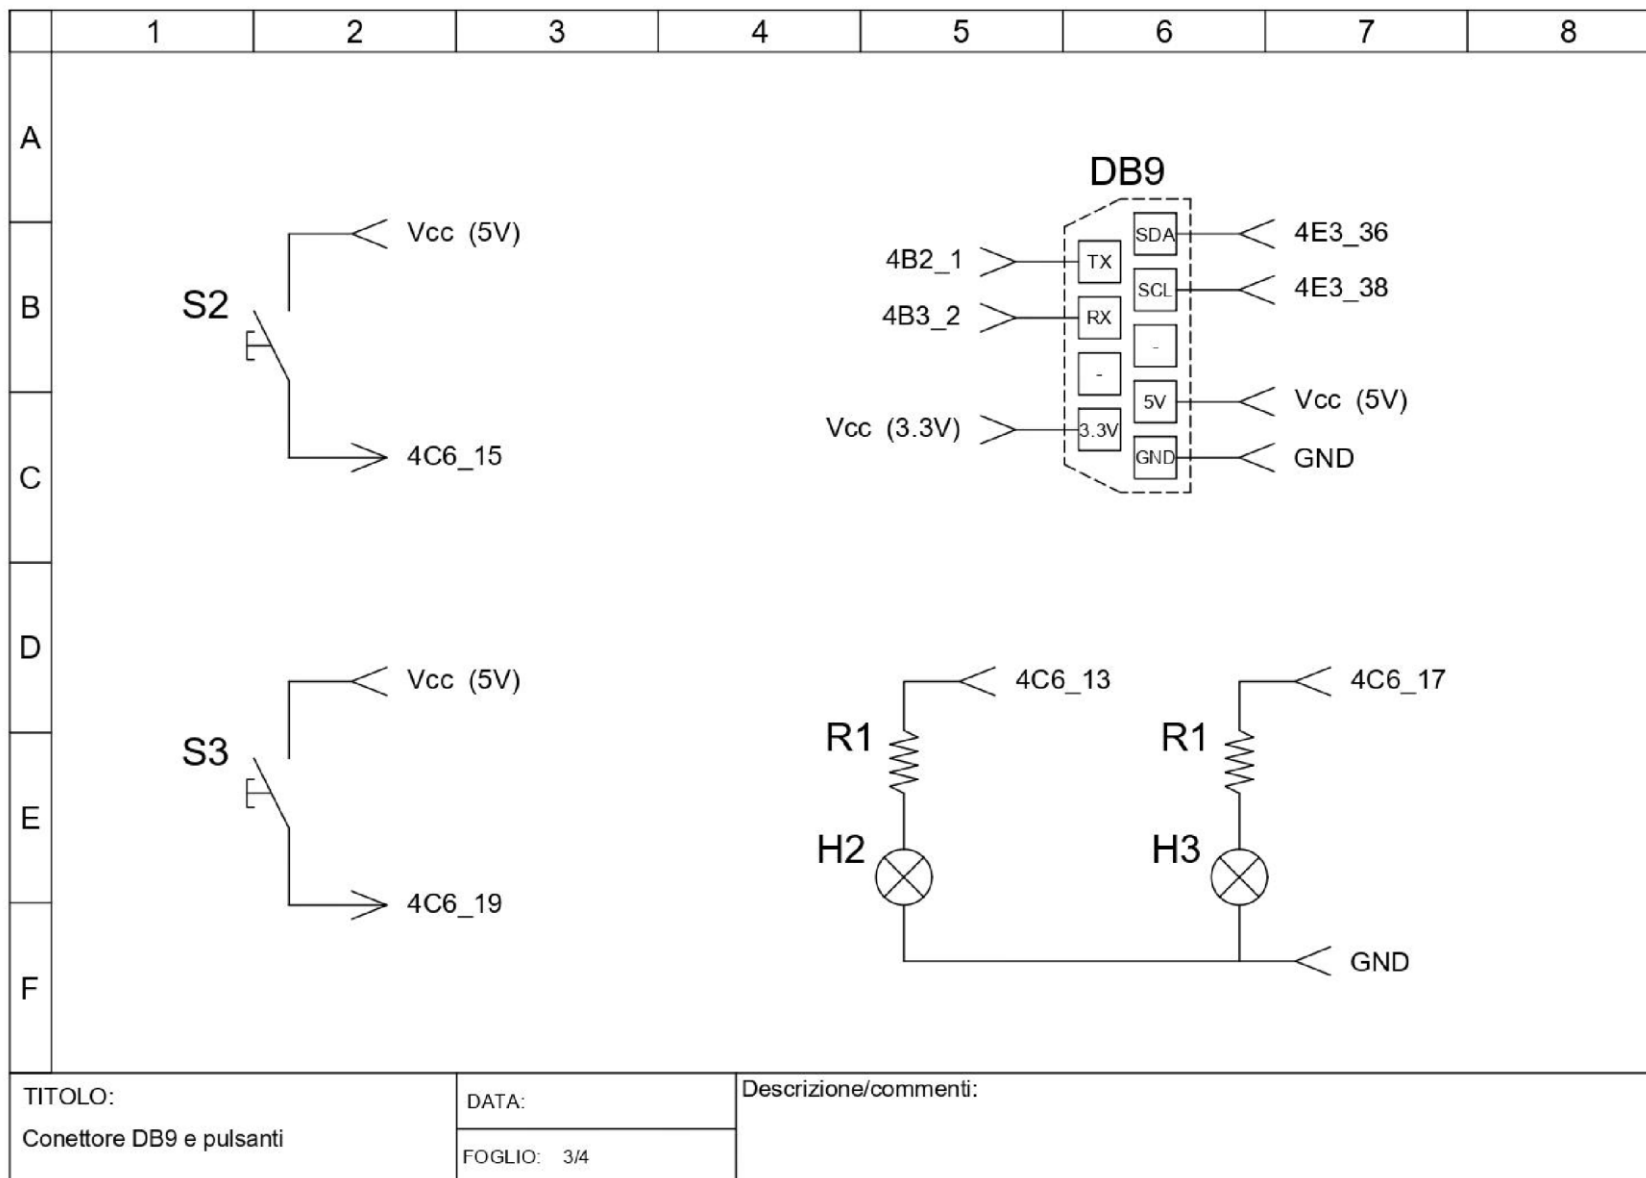 1 2 3 4 5 6 7 8
A
DB9
B
Vcc (5V)
S2
4B2_1
TX
SDA
4E3_36
SCL
4E3_38
4B3_2
RX
-
-
C
5V
Vcc (5V)
Vcc (3.3V)
3.3V
4C6_15
GND
GND
D
Vcc (5V)
4C6_13
4C6_17
S3
R1
R1
E
H2
H3
4C6_19
F
GND
TITOLO:
Conettore DB9 e pulsanti
DATA:
FOGLIO: 3/4
Descrizione/commenti: